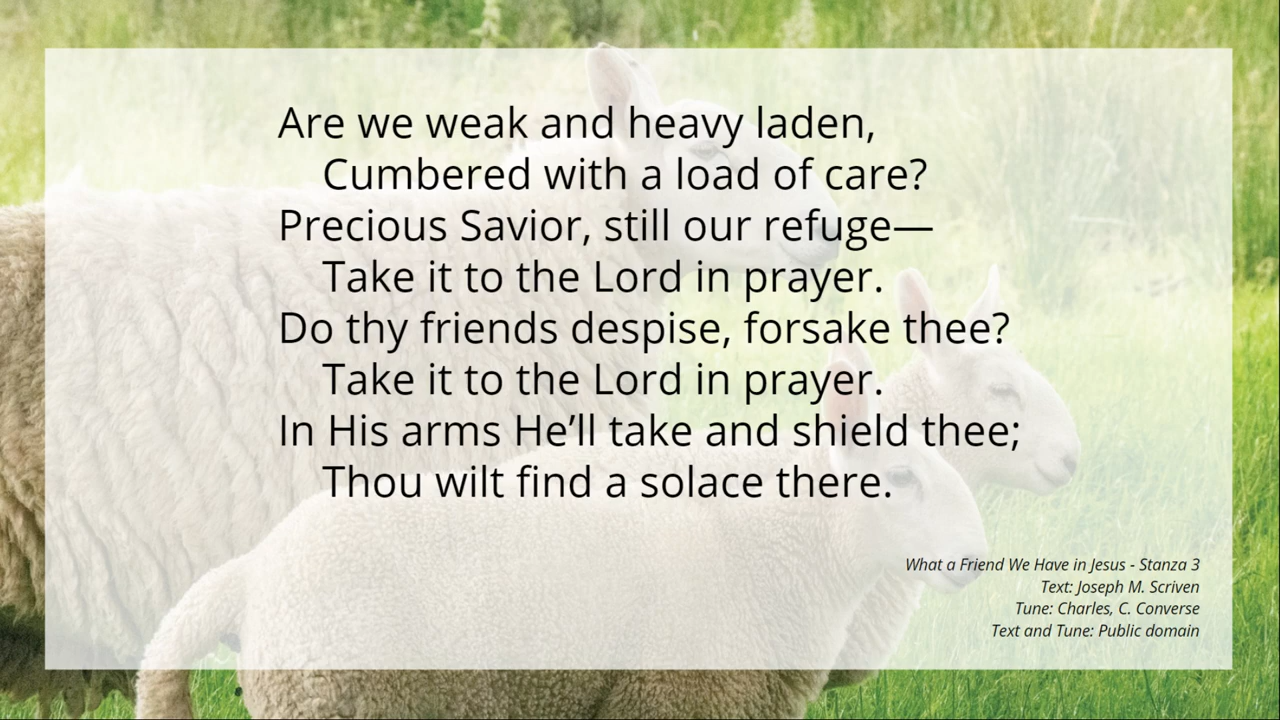 Are we weak and heavy laden,
Cumbered with a load of care?
Precious Savior, still our refuge—
Take it to the Lord in prayer.
Do thy friends despise, forsake thee?
Take it to the Lord in prayer.
In His arms He’ll take and shield thee;
Thou wilt find a solace there.
What a Friend We Have in Jesus - Stanza 3
Text: Joseph M. Scriven
Tune: Charles, C. Converse
Text and Tune: Public domain